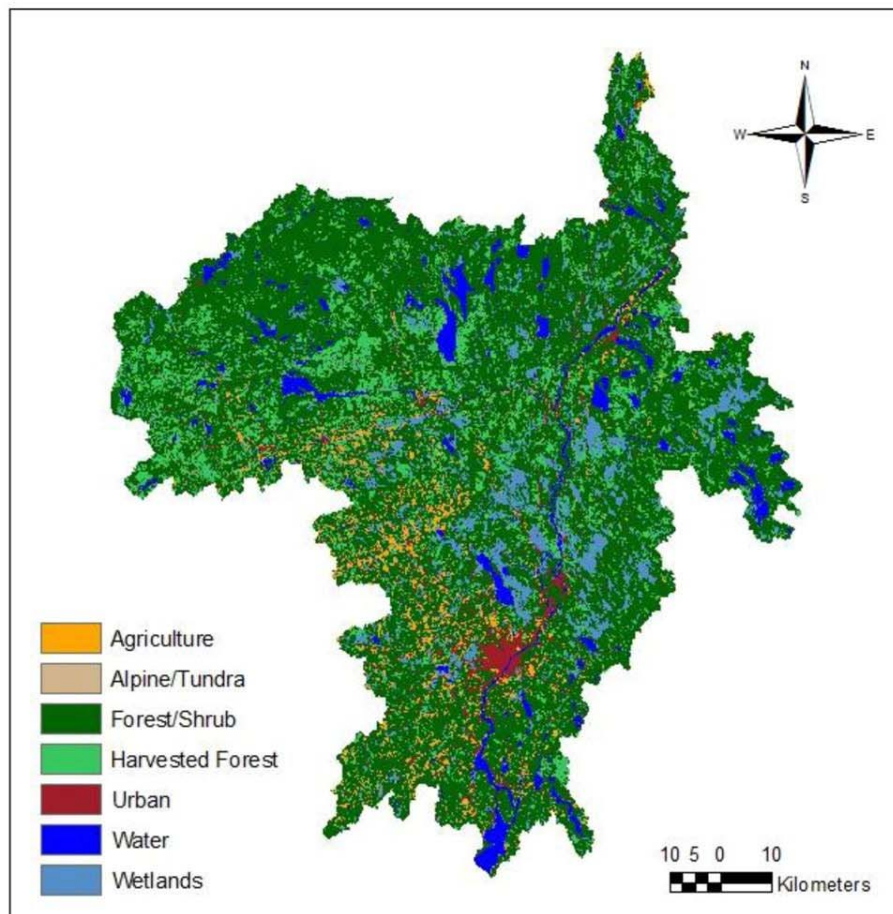 N
W E
S
Agriculture
Alpine/Tundra
Forest/Shrub
Harvested Forest
Urban
Water
Wetlands
10 5 0 10
Kilometers